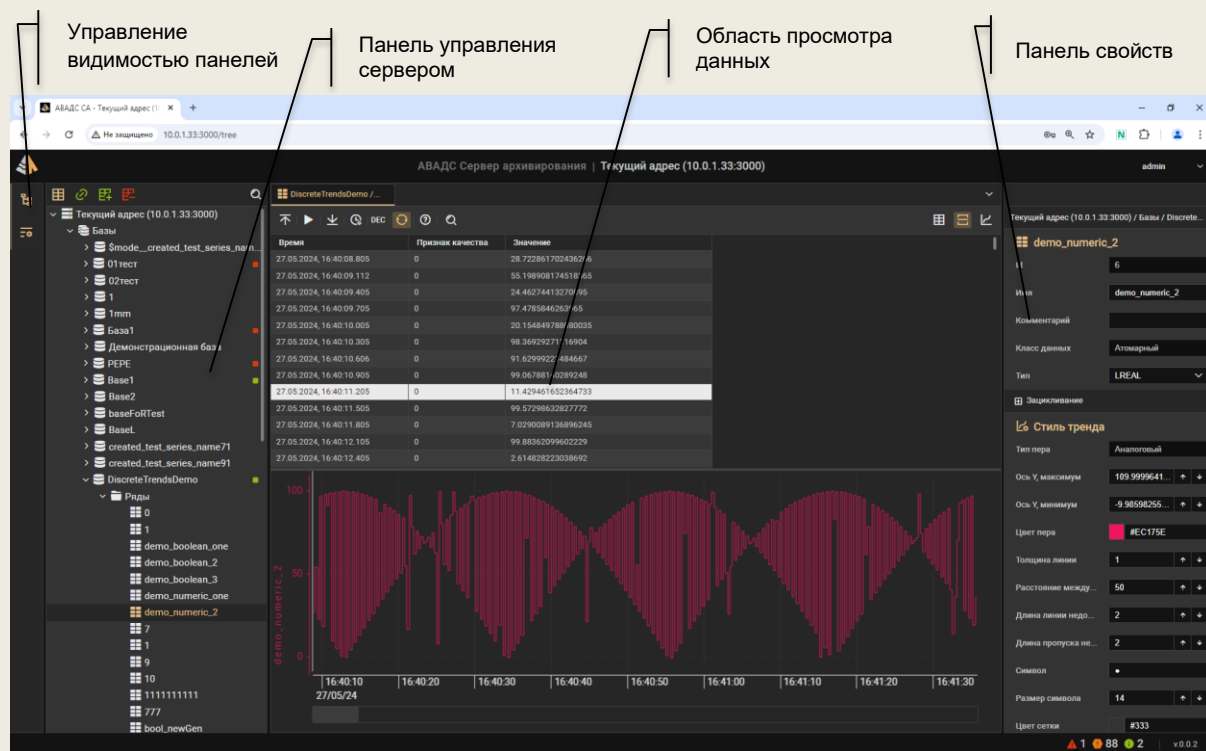 Управление
видимостью панелей
Панель управления
сервером
Область просмотра
данных
Панель свойств
АВАДС СА - Текущий адрес (1
Не защищено 10.0.1.33:3000/tree
АВАДС Сервер архивирования | Текущий адрес (10.0.1.33:3000)
admin
Текущий адрес (10.0.1.33:3000)
Базы
$mode__created_test_series_nam...
01тест
02тест
1
1mm
База1
Демонстрационная база
PEPE
Base1
Base2
baseFoRTest
BaseL
created_test_series_name71
created_test_series_name91
DiscreteTrendsDemo
Ряды
0
1
demo_boolean_one
demo_boolean_2
demo_boolean_3
demo_numeric_one
demo_numeric_2
7
1
9
10
1111111111
777
bool_newGen
DiscreteTrendsDemo /...
DEC
Время Признак качества Значение
27.05.2024, 16:40:08.805 0
27.05.2024, 16:40:09.112 0
27.05.2024, 16:40:09.405 0
27.05.2024, 16:40:09.705 0
27.05.2024, 16:40:10.005 0
27.05.2024, 16:40:10.305 0
27.05.2024, 16:40:10.606 0
27.05.2024, 16:40:10.905 0
27.05.2024, 16:40:11.205 0 11.429461652364733
27.05.2024, 16:40:11.505 0 99.57298632827772
27.05.2024, 16:40:11.805 0 7.0290089136896245
27.05.2024, 16:40:12.105 0 99.88362099602229
27.05.2024, 16:40:12.405 0 2.614828223038692
100
50
0
demo_numeric_2
16:40:10 16:40:20 16:40:30 16:40:40 16:40:50 16:41:00 16:41:10 16:41:20 16:41:30
27/05/24
Текущий адрес (10.0.1.33:3000) / Базы / Discrete...
demo_numeric_2
Id 6
Имя demo_numeric_2
Комментарий
Класс данных Атомарный
Тип LREAL
Зацикливание
Стиль тренда
Тип пера Аналоговый
Ось Y, максимум 109.9999641...
Ось Y, минимум -9.98598255...
Цвет пера #EC175E
Толщина линии 1
Расстояние между... 50
Длина линии недо... 2
Длина пропуска не... 2
Символ •
Размер символа 14
Цвет сетки #333
1 88 2 v.0.0.2